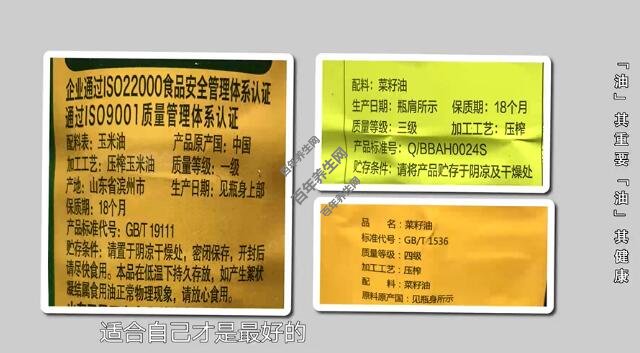 企业通过ISO22000食品安全管理体系认证
通过ISO9001质量管理体系认证
配料表：玉米油 产品原产国：中国
加工工艺：压榨玉米油 质量等级：一级
产地：山东省滨州市 生产日期：见瓶身上部
保质期：18个月
产品标准代号：GB/T 19111
贮存条件：请置于阴凉干燥处，密闭保存，开封后
请尽快食用。本品在低温下持久存放，如产生絮状
凝结属食用油正常物理现象，请放心食用。
配料：菜籽油
生产日期：瓶肩所示 保质期：18个月
质量等级：三级 加工工艺：压榨
产品标准号：Q/BBAH0024S
贮存条件：请将产品贮存于阴凉及干燥处
品名：菜籽油
标准代号：GB/T 1536
质量等级：四级
加工工艺：压榨
配料：菜籽油
原料原产国：见瓶身所示
「油」其重要「油」其健康
适合自己才是最好的
百年养生网
百年养生网
百年养生网